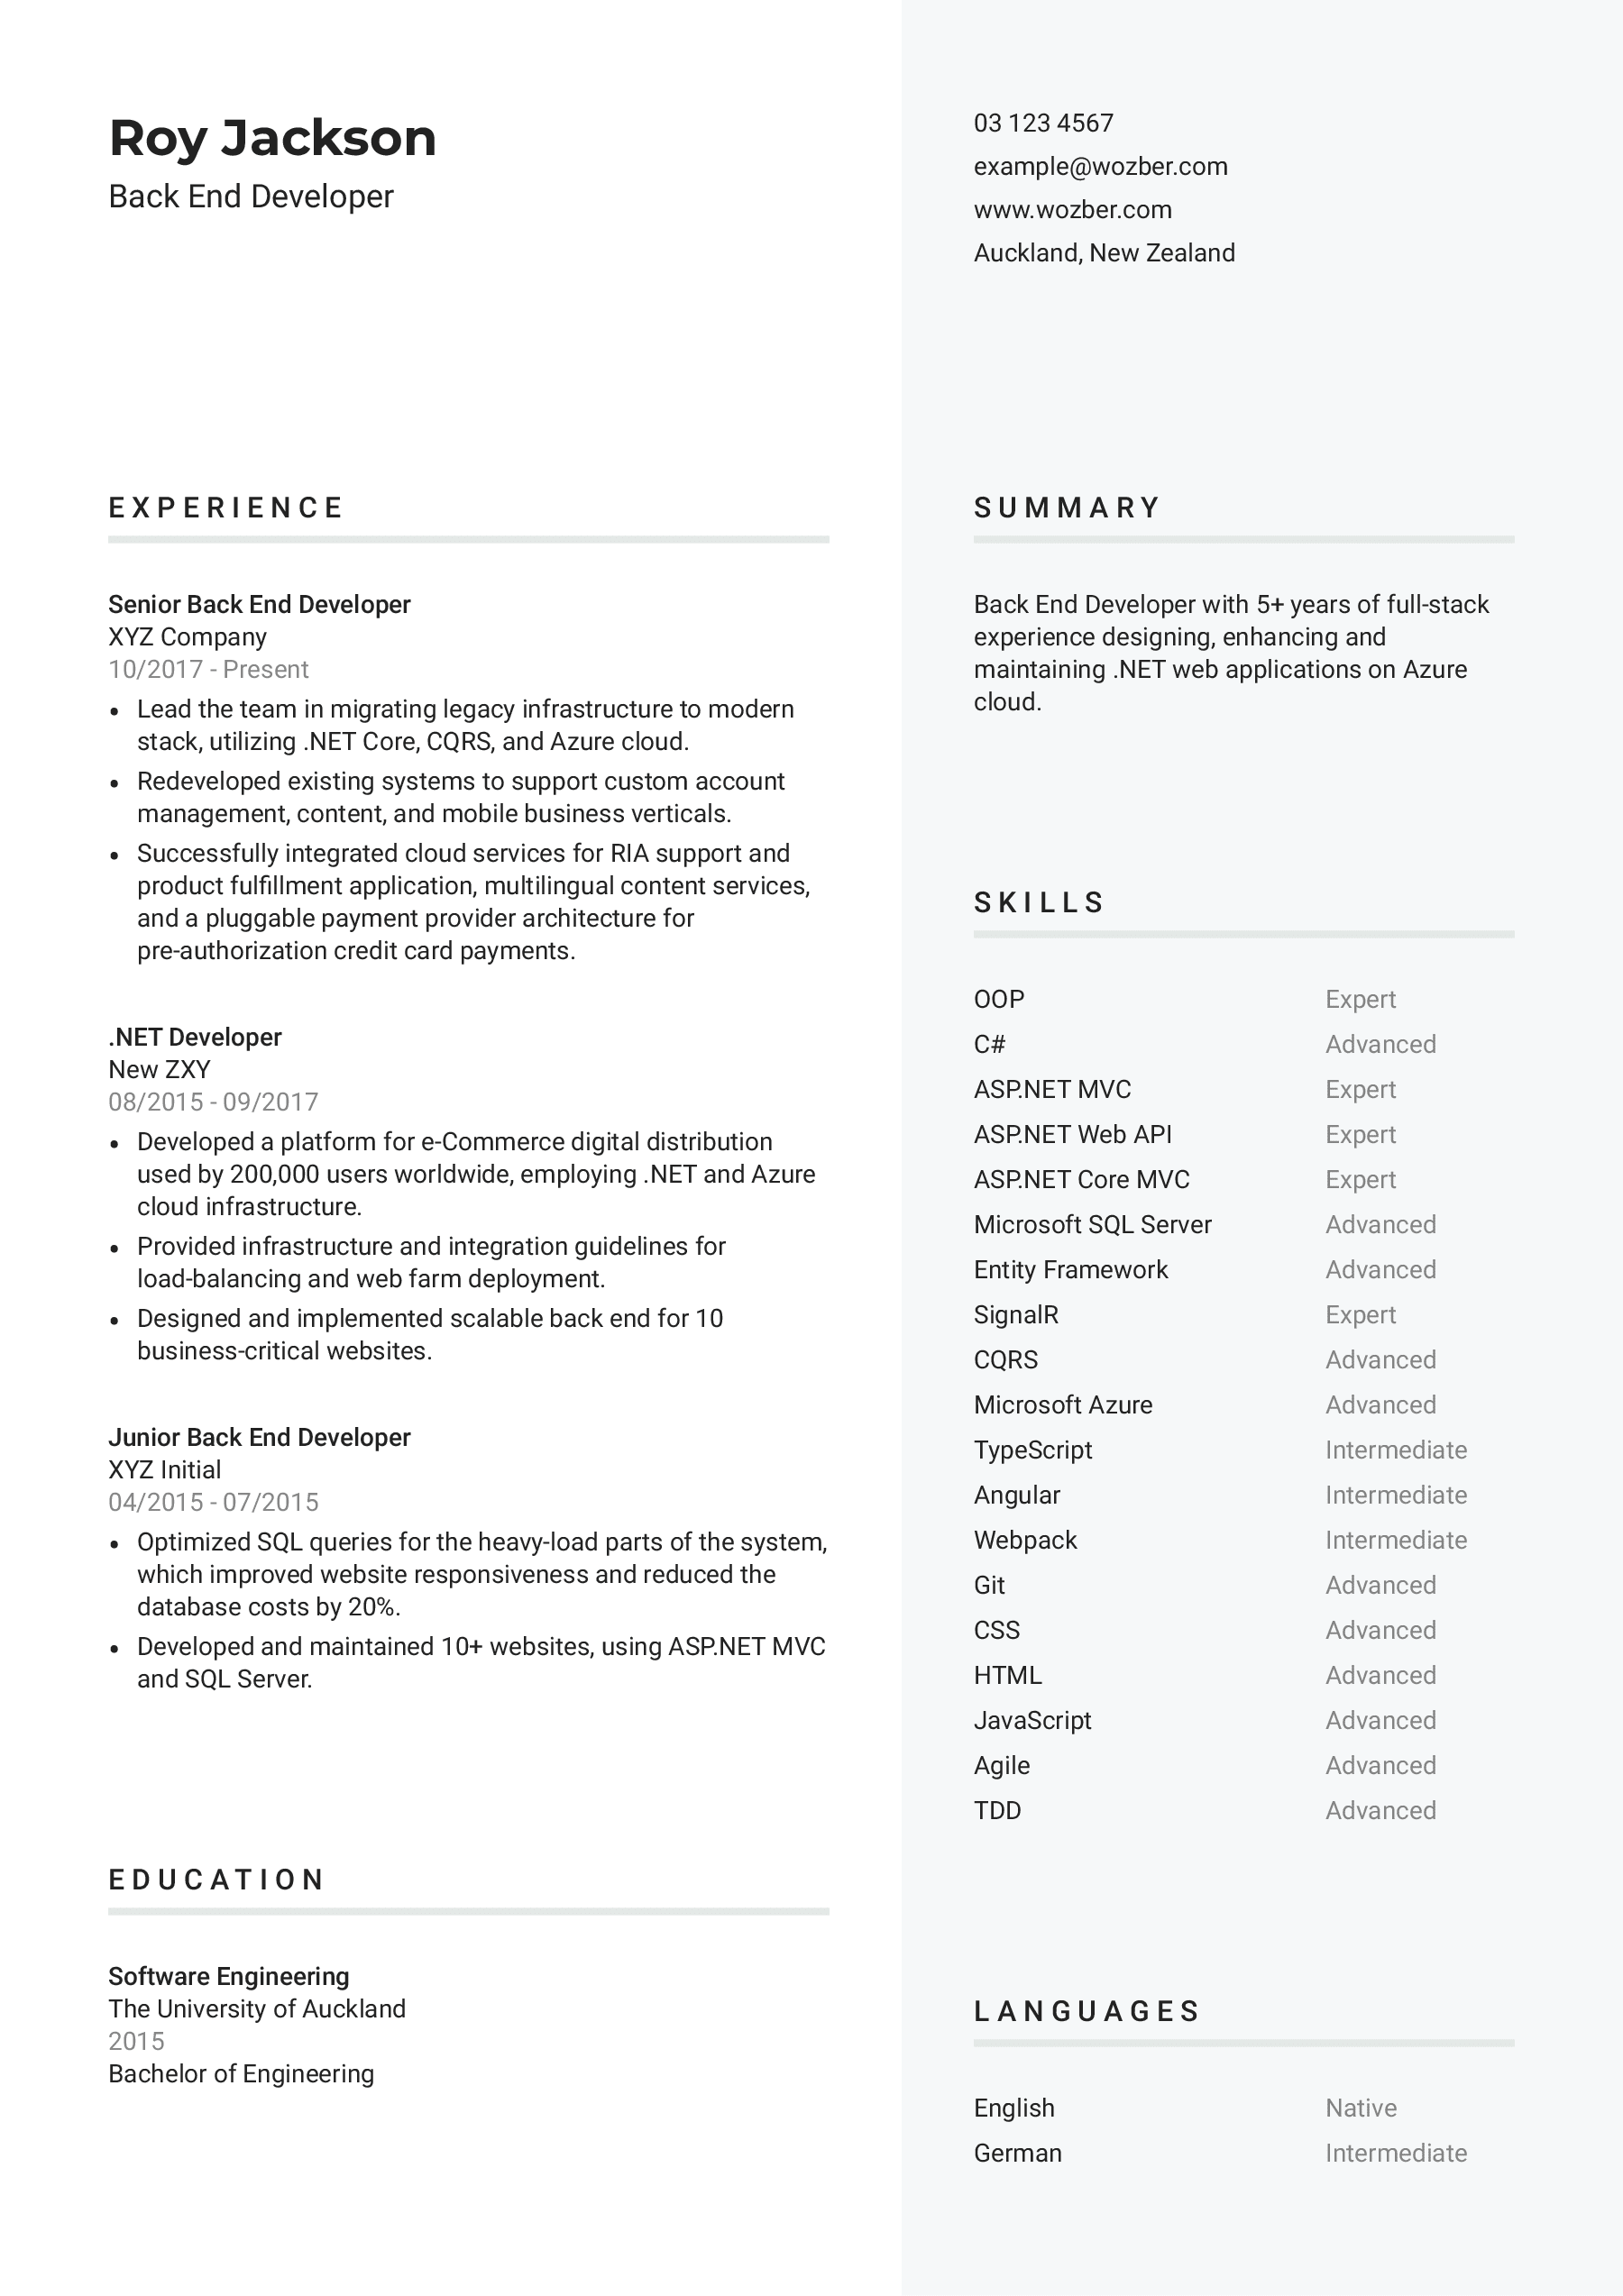 Roy Jackson
Back End Developer
03 123 4567
example@wozber.com
www.wozber.com
Auckland, New Zealand
EXPERIENCE
Senior Back End Developer
XYZ Company
10/2017 - Present
• Lead the team in migrating legacy infrastructure to modern
stack, utilizing .NET Core, CQRS, and Azure cloud.
• Redeveloped existing systems to support custom account
management, content, and mobile business verticals.
• Successfully integrated cloud services for RIA support and
product fulfillment application, multilingual content services,
and a pluggable payment provider architecture for
pre-authorization credit card payments.
.NET Developer
New ZXY
08/2015 - 09/2017
• Developed a platform for e-Commerce digital distribution
used by 200,000 users worldwide, employing .NET and Azure
cloud infrastructure.
• Provided infrastructure and integration guidelines for
load-balancing and web farm deployment.
• Designed and implemented scalable back end for 10
business-critical websites.
Junior Back End Developer
XYZ Initial
04/2015 - 07/2015
• Optimized SQL queries for the heavy-load parts of the system,
which improved website responsiveness and reduced the
database costs by 20%.
• Developed and maintained 10+ websites, using ASP.NET MVC
and SQL Server.
EDUCATION
Software Engineering
The University of Auckland
2015
Bachelor of Engineering
SUMMARY
Back End Developer with 5+ years of full-stack
experience designing, enhancing and
maintaining .NET web applications on Azure
cloud.
SKILLS
OOP Expert
C# Advanced
ASP.NET MVC Expert
ASP.NET Web API Expert
ASP.NET Core MVC Expert
Microsoft SQL Server Advanced
Entity Framework Advanced
SignalR Expert
CQRS Advanced
Microsoft Azure Advanced
TypeScript Intermediate
Angular Intermediate
Webpack Intermediate
Git Advanced
CSS Advanced
HTML Advanced
JavaScript Advanced
Agile Advanced
TDD Advanced
LANGUAGES
English Native
German Intermediate